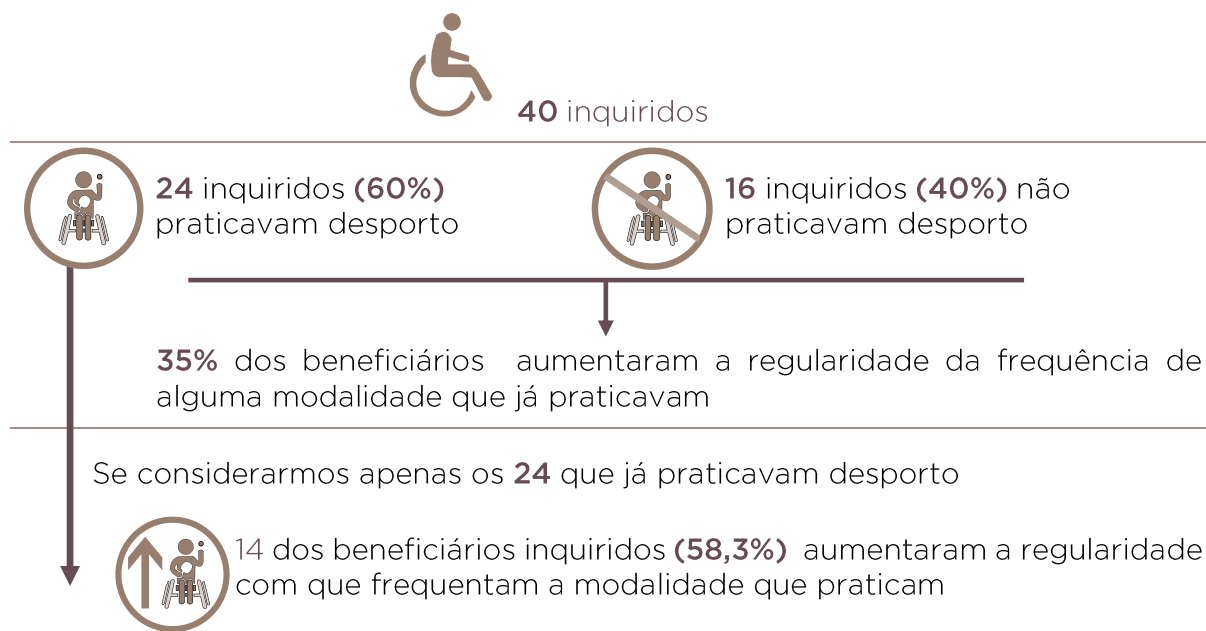 40 inquiridos
24 inquiridos (60%)
praticavam desporto
16 inquiridos (40%) não
praticavam desporto
35% dos beneficiários aumentaram a regularidade da frequência de
alguma modalidade que já praticavam
Se considerarmos apenas os 24 que já praticavam desporto
14 dos beneficiários inquiridos (58,3%) aumentaram a regularidade
com que frequentam a modalidade que praticam